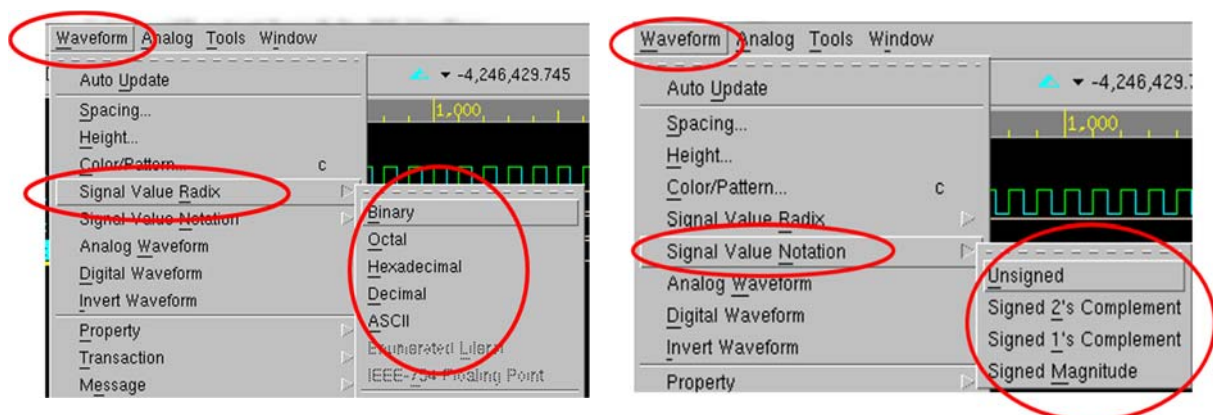 Waveform Analog Tools Window
Auto Update
-4,246,429.745
Spacing...
1,000
Height...
Color/Pattern... c
Signal Value Radix
Signal Value Notation
Analog Waveform
Digital Waveform
Invert Waveform
Property
Transaction
Message
Binary
Octal
Hexadecimal
Decimal
ASCII
Enumerated Literal
IEEE-754 Floating Point
Waveform Analog Tools Window
Auto Update
-4,246,429.
Spacing...
1,000
Height...
Color/Pattern... c
Signal Value Radix
Signal Value Notation
Analog Waveform
Digital Waveform
Invert Waveform
Property
Unsigned
Signed 2's Complement
Signed 1's Complement
Signed Magnitude